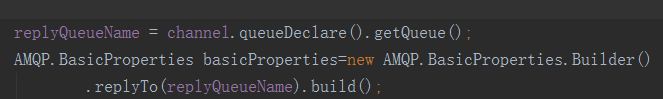 replyQueueName = channel.queueDeclare().getQueue();
AMQP.BasicProperties basicProperties=new AMQP.BasicProperties.Builder()
.replyTo(replyQueueName).build();